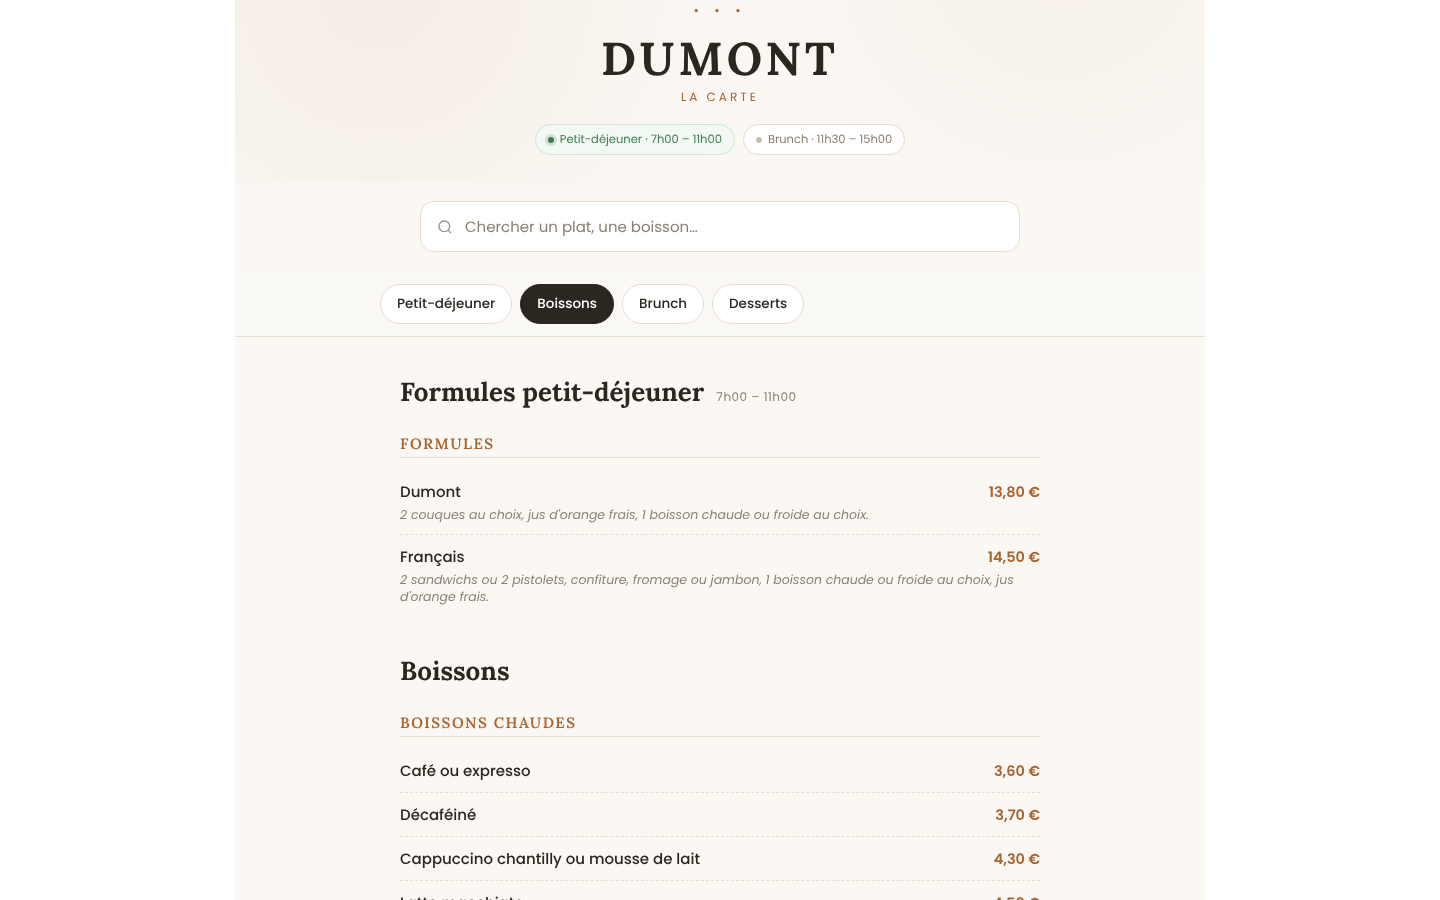 DUMONT
LA CARTE
Petit-déjeuner · 7h00 – 11h00
Brunch · 11h30 – 15h00
Chercher un plat, une boisson…
Petit-déjeuner
Boissons
Brunch
Desserts
Formules petit-déjeuner 7h00 – 11h00
FORMULES
Dumont 13,80 €
2 couques au choix, jus d'orange frais, 1 boisson chaude ou froide au choix.
Français 14,50 €
2 sandwichs ou 2 pistolets, confiture, fromage ou jambon, 1 boisson chaude ou froide au choix, jus
d'orange frais.
Boissons
BOISSONS CHAUDES
Café ou expresso 3,60 €
Décaféiné 3,70 €
Cappuccino chantilly ou mousse de lait 4,30 €